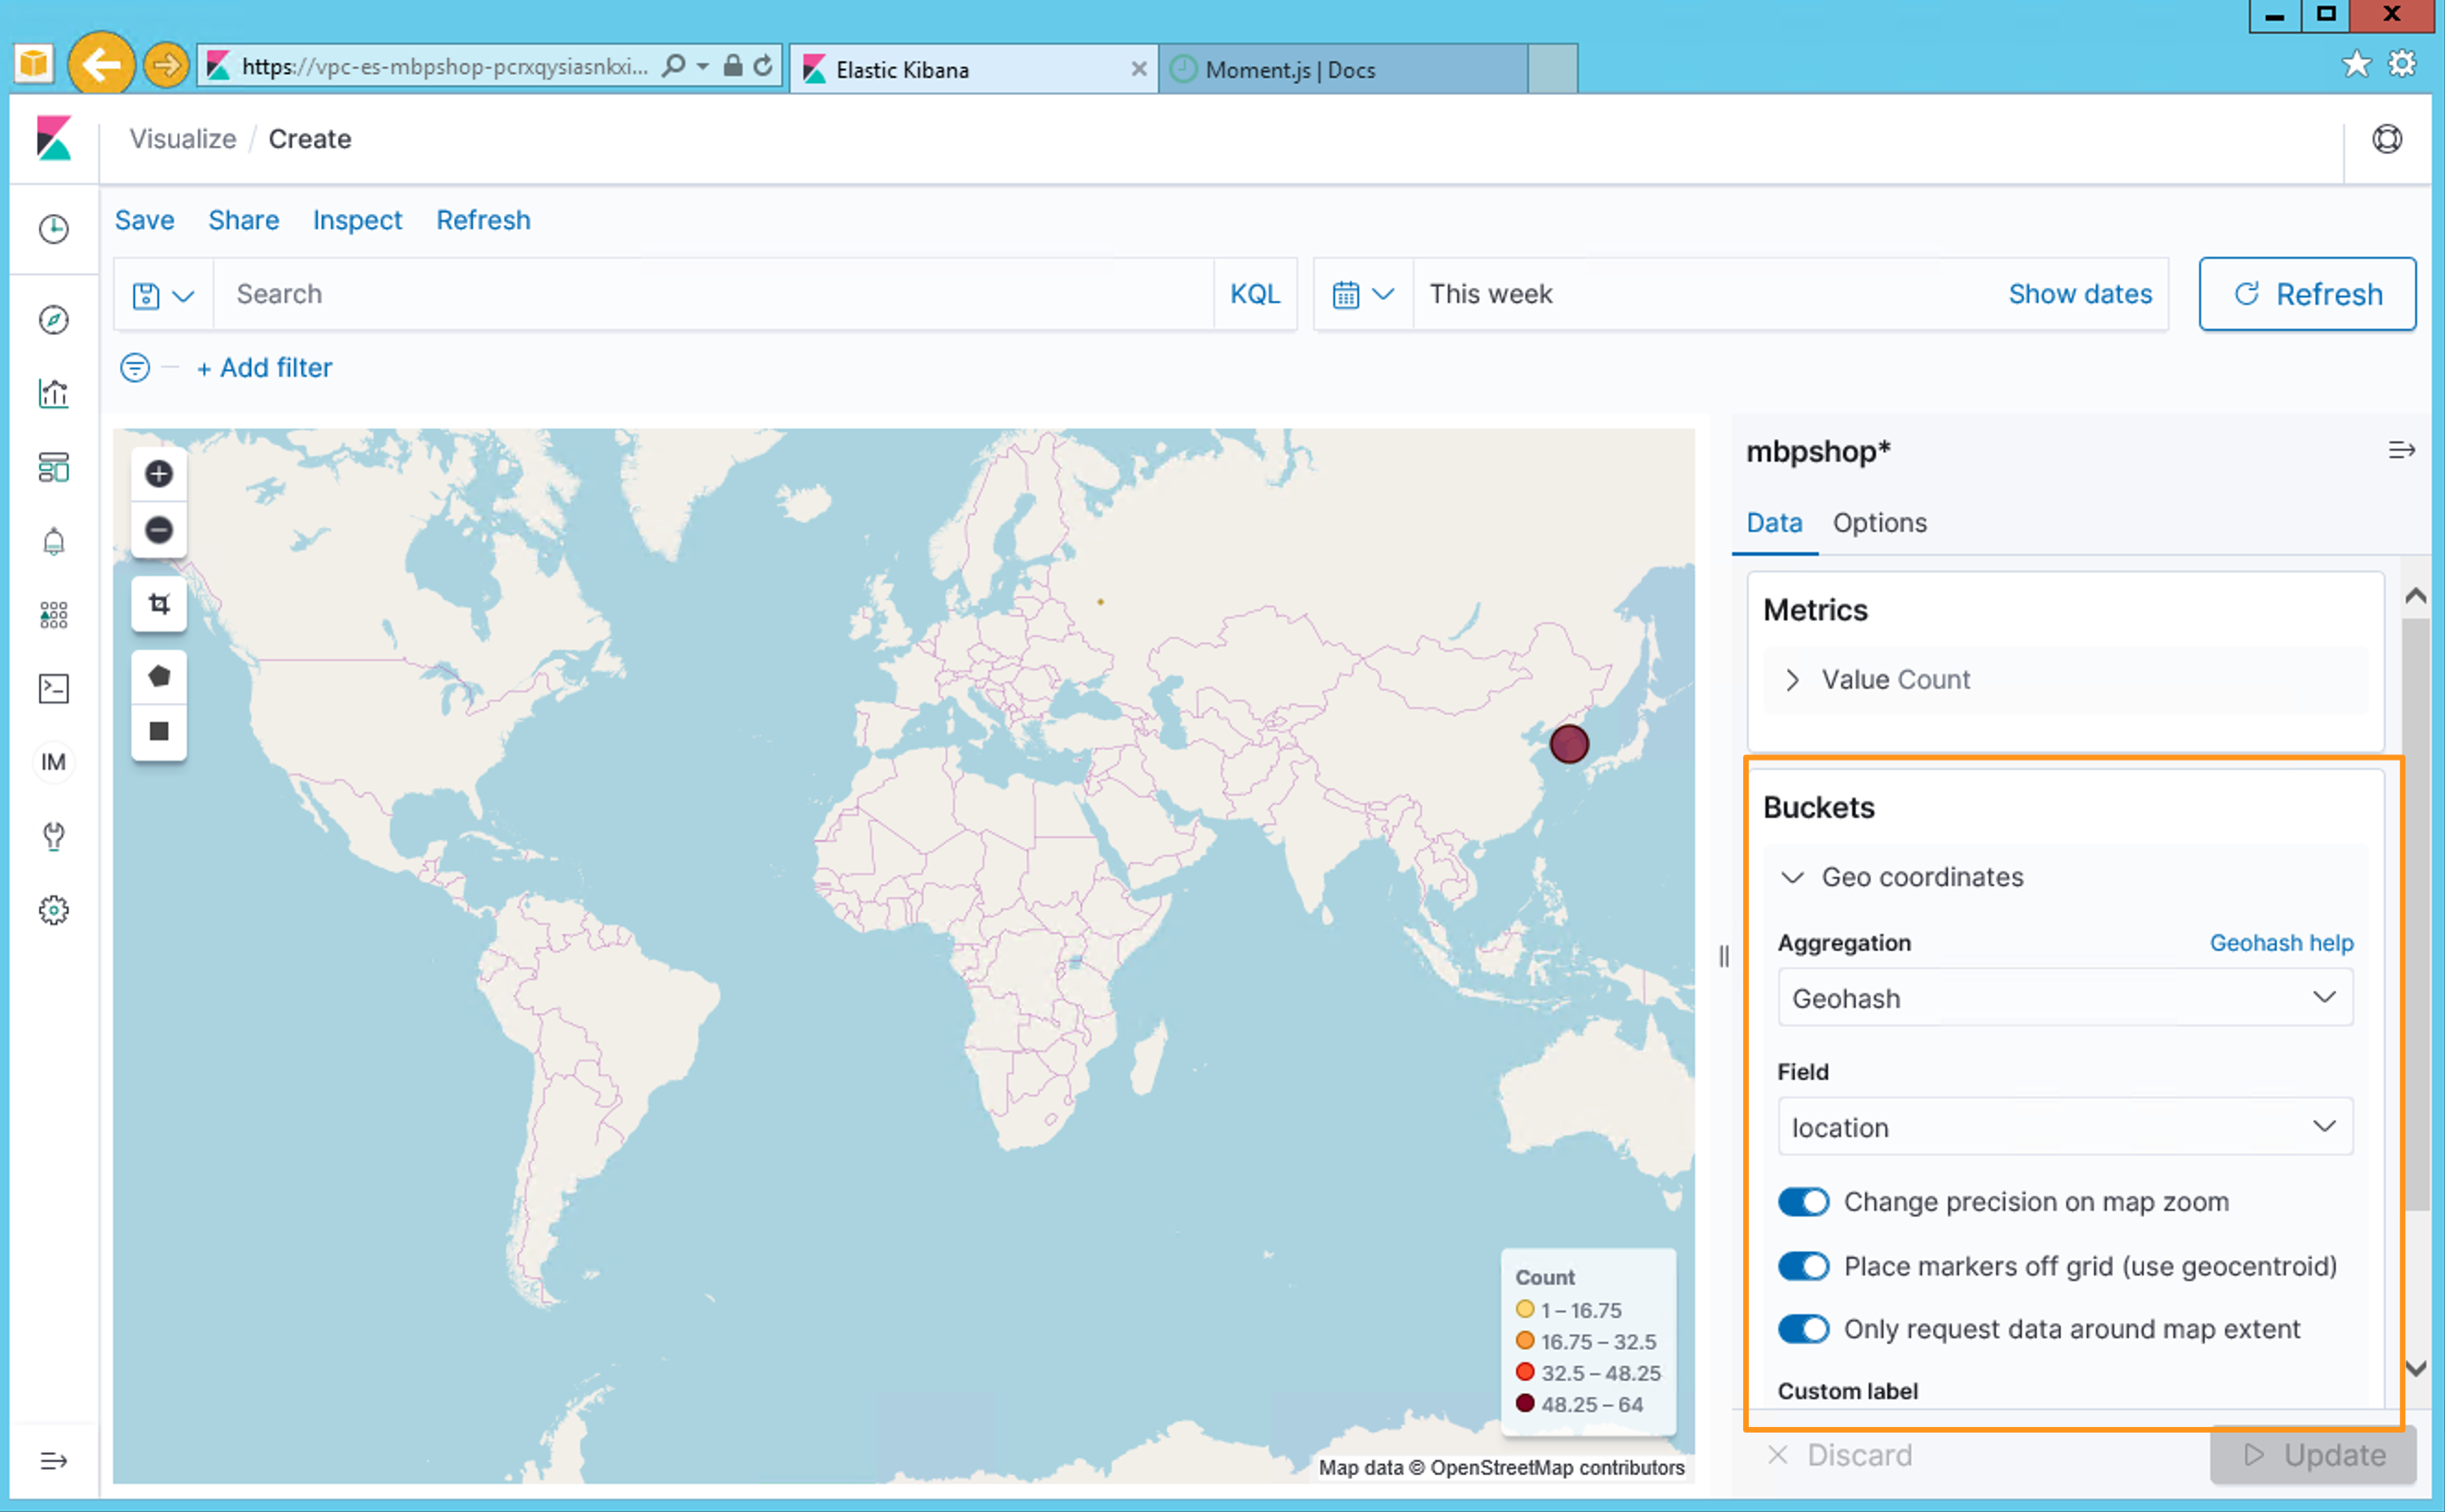 https://vpc-es-mbpshop-pcrxqysiasnkxi...
Elastic Kibana
Moment.js | Docs
Visualize / Create
Save Share Inspect Refresh
Search KQL This week Show dates Refresh
+ Add filter
mbpshop*
Data Options
Metrics
Value Count
IM
Buckets
Geo coordinates
Aggregation Geohash help
Geohash
Field
location
Change precision on map zoom
Place markers off grid (use geocentroid)
Only request data around map extent
Custom label
Count
1 – 16.75
16.75 – 32.5
32.5 – 48.25
48.25 – 64
Map data © OpenStreetMap contributors
Discard Update